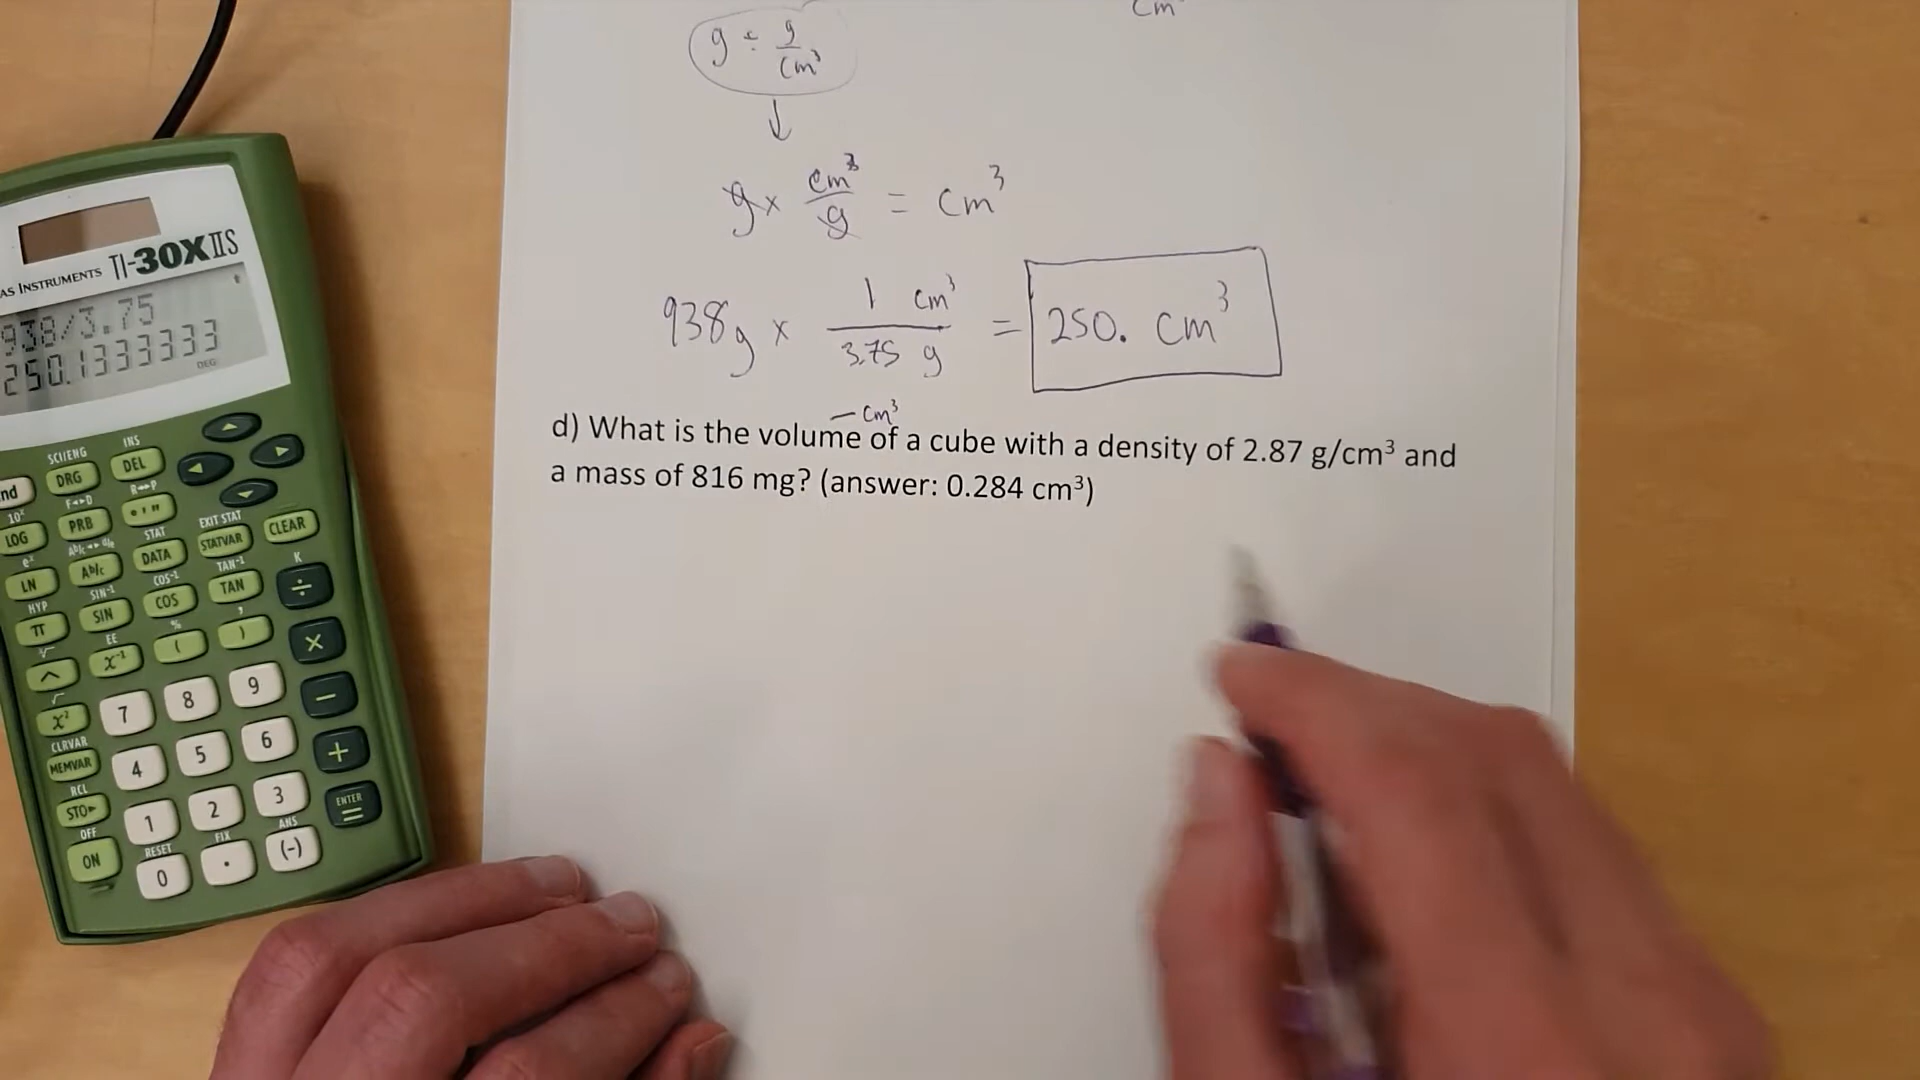 cm
g ÷ g/cm³
g x cm³/g = cm³
938g x 1 cm³ / 3.75 g = 250. cm³
— cm³
d) What is the volume of a cube with a density of 2.87 g/cm³ and
a mass of 816 mg? (answer: 0.284 cm³)
AS INSTRUMENTS TI-30X IIS
938/3.75
250.1333333
DEG
SCI/ENG INS
nd DRG DEL
10ˣ F◄►D R◄►P
LOG PRB ° ' " EXIT STAT
eˣ Ab/c ◄► d/e STAT STATVAR CLEAR
LN Ab/c DATA TAN⁻¹ K
HYP SIN⁻¹ COS⁻¹ TAN ÷
π SIN COS ,
EE % )
^ x⁻¹ ( ×
√
x² 7 8 9 −
CLRVAR
MEMVAR 4 5 6 +
RCL
STO► 1 2 3 ENTER =
OFF RESET FIX ANS
ON 0 . (-)